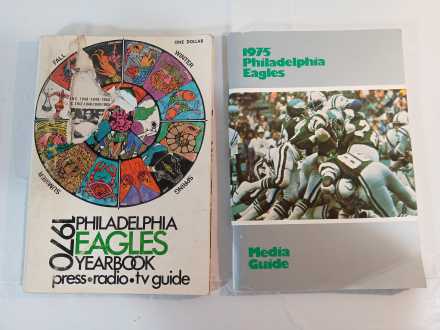 ONE DOLLAR
FALL
WINTER
SUMMER
SPRING
1970
PHILADELPHIA
EAGLES
YEARBOOK
press•radio•tv guide
1975
Philadelphia
Eagles
Media
Guide